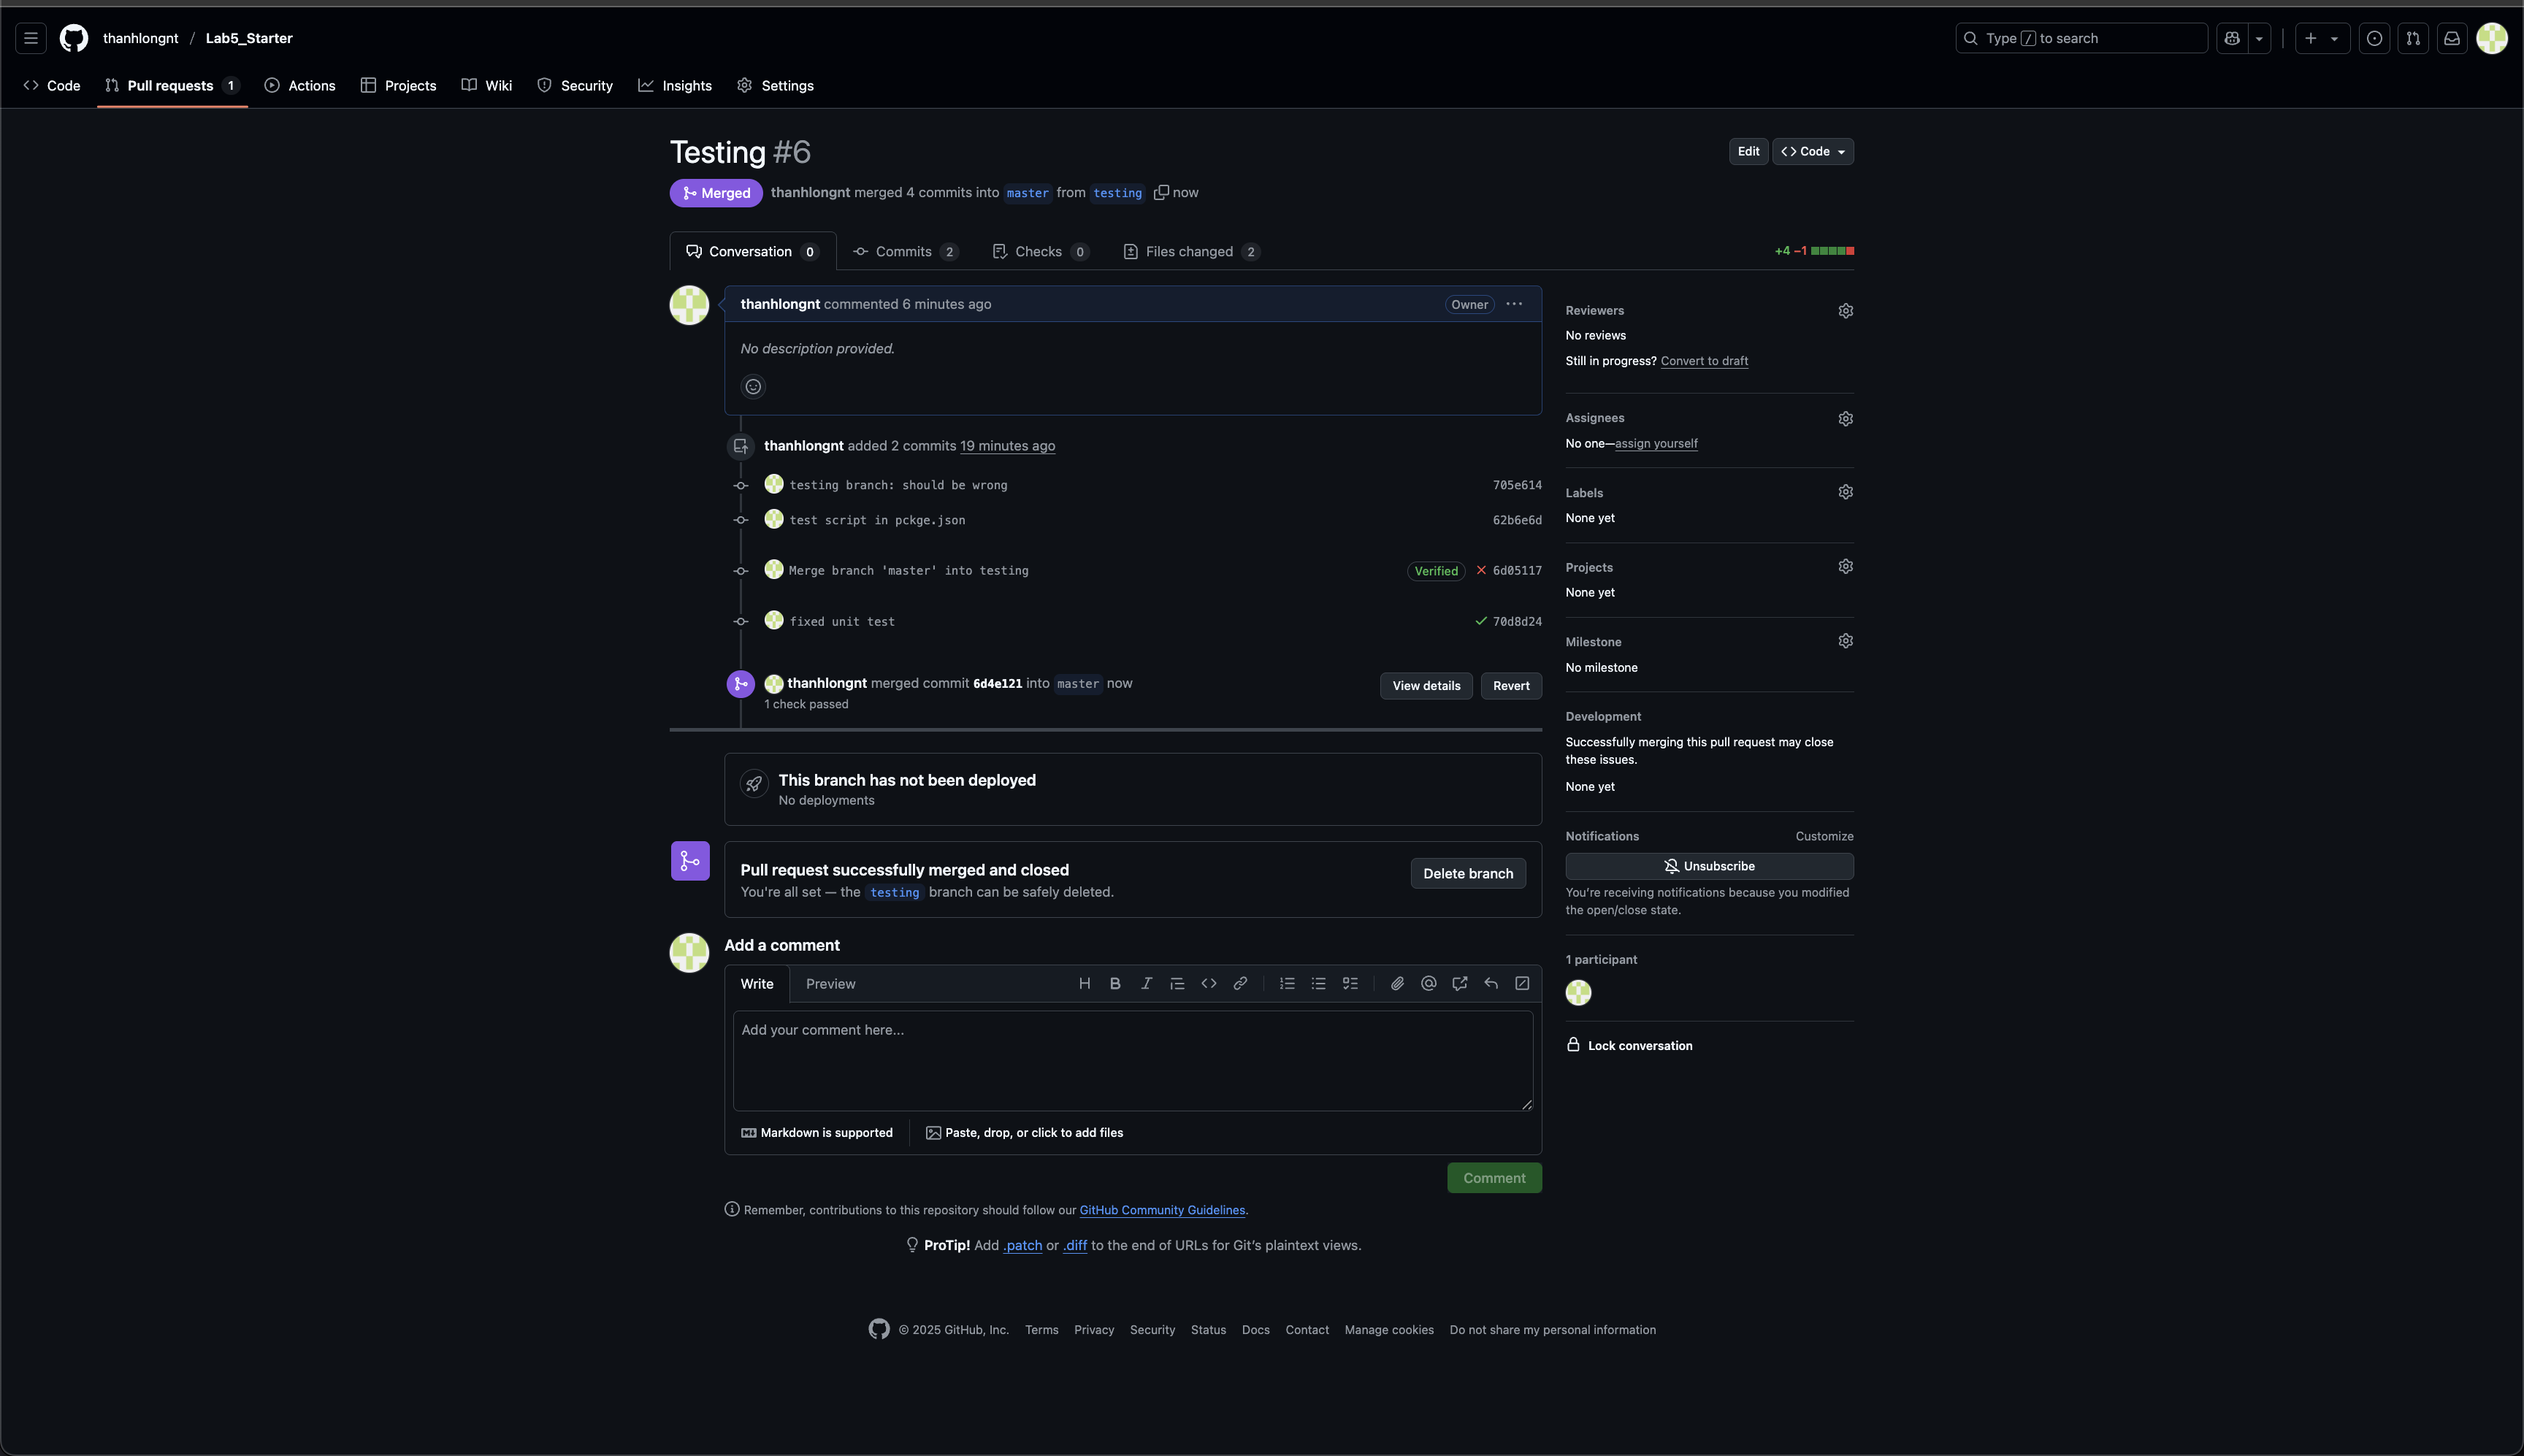 thanhlongnt / Lab5_Starter
Type / to search
Code
Pull requests 1
Actions
Projects
Wiki
Security
Insights
Settings
Testing #6
Edit
Code
Merged
thanhlongnt merged 4 commits into master from testing now
Conversation 0
Commits 2
Checks 0
Files changed 2
+4 −1
thanhlongnt commented 6 minutes ago
Owner
No description provided.
thanhlongnt added 2 commits 19 minutes ago
testing branch: should be wrong
705e614
test script in pckge.json
62b6e6d
Merge branch 'master' into testing
Verified
6d05117
fixed unit test
70d8d24
thanhlongnt merged commit 6d4e121 into master now
1 check passed
View details
Revert
This branch has not been deployed
No deployments
Pull request successfully merged and closed
You're all set — the testing branch can be safely deleted.
Delete branch
Add a comment
Write
Preview
Add your comment here...
Markdown is supported
Paste, drop, or click to add files
Comment
Remember, contributions to this repository should follow our GitHub Community Guidelines.
ProTip! Add .patch or .diff to the end of URLs for Git's plaintext views.
Reviewers
No reviews
Still in progress? Convert to draft
Assignees
No one—assign yourself
Labels
None yet
Projects
None yet
Milestone
No milestone
Development
Successfully merging this pull request may close
these issues.
None yet
Notifications
Customize
Unsubscribe
You're receiving notifications because you modified
the open/close state.
1 participant
Lock conversation
© 2025 GitHub, Inc.
Terms
Privacy
Security
Status
Docs
Contact
Manage cookies
Do not share my personal information